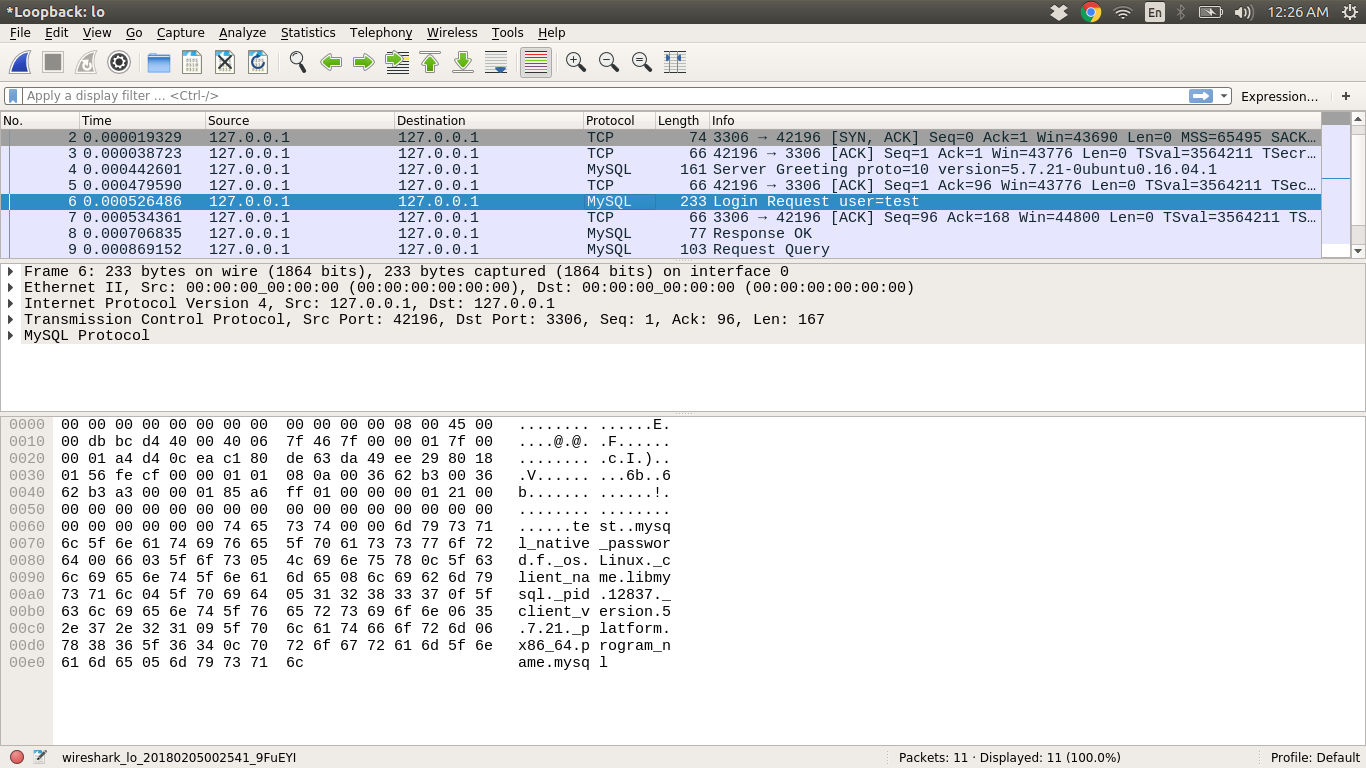 *Loopback: lo
En
12:26 AM
File Edit View Go Capture Analyze Statistics Telephony Wireless Tools Help
Apply a display filter ... <Ctrl-/>
Expression… +
No. Time Source Destination Protocol Length Info
2 0.000019329 127.0.0.1 127.0.0.1 TCP 74 3306 → 42196 [SYN, ACK] Seq=0 Ack=1 Win=43690 Len=0 MSS=65495 SACK…
3 0.000038723 127.0.0.1 127.0.0.1 TCP 66 42196 → 3306 [ACK] Seq=1 Ack=1 Win=43776 Len=0 TSval=3564211 TSecr…
4 0.000442601 127.0.0.1 127.0.0.1 MySQL 161 Server Greeting proto=10 version=5.7.21-0ubuntu0.16.04.1
5 0.000479590 127.0.0.1 127.0.0.1 TCP 66 42196 → 3306 [ACK] Seq=1 Ack=96 Win=43776 Len=0 TSval=3564211 TSec…
6 0.000526486 127.0.0.1 127.0.0.1 MySQL 233 Login Request user=test
7 0.000534361 127.0.0.1 127.0.0.1 TCP 66 3306 → 42196 [ACK] Seq=96 Ack=168 Win=44800 Len=0 TSval=3564211 TS…
8 0.000706835 127.0.0.1 127.0.0.1 MySQL 77 Response OK
9 0.000869152 127.0.0.1 127.0.0.1 MySQL 103 Request Query
Frame 6: 233 bytes on wire (1864 bits), 233 bytes captured (1864 bits) on interface 0
Ethernet II, Src: 00:00:00_00:00:00 (00:00:00:00:00:00), Dst: 00:00:00_00:00:00 (00:00:00:00:00:00)
Internet Protocol Version 4, Src: 127.0.0.1, Dst: 127.0.0.1
Transmission Control Protocol, Src Port: 42196, Dst Port: 3306, Seq: 1, Ack: 96, Len: 167
MySQL Protocol
0000 00 00 00 00 00 00 00 00 00 00 00 00 08 00 45 00 ........ ......E.
0010 00 db bc d4 40 00 40 06 7f 46 7f 00 00 01 7f 00 ....@.@. .F......
0020 00 01 a4 d4 0c ea c1 80 de 63 da 49 ee 29 80 18 ........ .c.I.)..
0030 01 56 fe cf 00 00 01 01 08 0a 00 36 62 b3 00 36 .V...... ...6b..6
0040 62 b3 a3 00 00 01 85 a6 ff 01 00 00 00 01 21 00 b....... ......!.
0050 00 00 00 00 00 00 00 00 00 00 00 00 00 00 00 00 ........ ........
0060 00 00 00 00 00 00 74 65 73 74 00 00 6d 79 73 71 ......te st..mysq
0070 6c 5f 6e 61 74 69 76 65 5f 70 61 73 73 77 6f 72 l_native _passwor
0080 64 00 66 03 5f 6f 73 05 4c 69 6e 75 78 0c 5f 63 d.f._os. Linux._c
0090 6c 69 65 6e 74 5f 6e 61 6d 65 08 6c 69 62 6d 79 lient_na me.libmy
00a0 73 71 6c 04 5f 70 69 64 05 31 32 38 33 37 0f 5f sql._pid .12837._
00b0 63 6c 69 65 6e 74 5f 76 65 72 73 69 6f 6e 06 35 client_v ersion.5
00c0 2e 37 2e 32 31 09 5f 70 6c 61 74 66 6f 72 6d 06 .7.21._p latform.
00d0 78 38 36 5f 36 34 0c 70 72 6f 67 72 61 6d 5f 6e x86_64.p rogram_n
00e0 61 6d 65 05 6d 79 73 71 6c ame.mysq l
wireshark_lo_20180205002541_9FuEYI Packets: 11 · Displayed: 11 (100.0%) Profile: Default